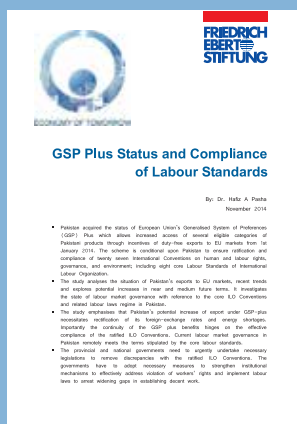 FRIEDRICH
EBERT
STIFTUNG
ECONOMY OF TOMORROW
GSP Plus Status and Compliance
of Labour Standards
By: Dr. Hafiz A Pasha
November 2014
▪ Pakistan acquired the status of European Union's Generalised System of Preferences
(GSP) Plus which allows increased access of several eligible categories of
Pakistani products through incentives of duty-free exports to EU markets from 1st
January 2014. The scheme is conditional upon Pakistan to ensure ratification and
compliance of twenty seven International Conventions on human and labour rights,
governance, and environment; including eight core Labour Standards of International
Labour Organization.
▪ The study analyses the situation of Pakistan's exports to EU markets, recent trends
and explores potential increases in near and medium future terms. It investigates
the state of labour market governance with reference to the core ILO Conventions
and related labour laws regime in Pakistan.
▪ The study emphasises that Pakistan's potential increase of export under GSP-plus
necessitates rectification of its foreign-exchange rates and energy shortages.
Importantly the continuity of the GSP plus benefits hinges on the effective
compliance of the ratified ILO Conventions. Current labour market governance in
Pakistan remotely meets the terms stipulated by the core labour standards.
▪ The provincial and national governments need to urgently undertake necessary
legislations to remove discrepancies with the ratified ILO Conventions. The
governments have to adopt necessary measures to strengthen institutional
mechanisms to effectively address violation of workers' rights and implement labour
laws to arrest widening gaps in establishing decent work.